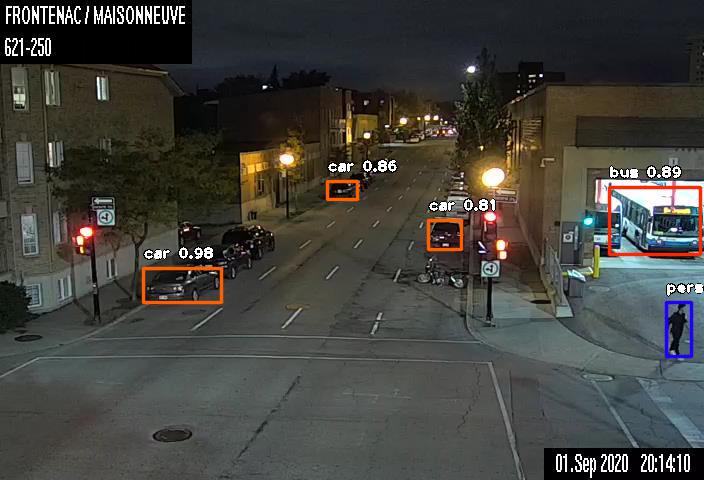 FRONTENAC / MAISONNEUVE
621-250
car 0.86
bus 0.89
car 0.81
car 0.98
pers
01.Sep 2020 20:14:10